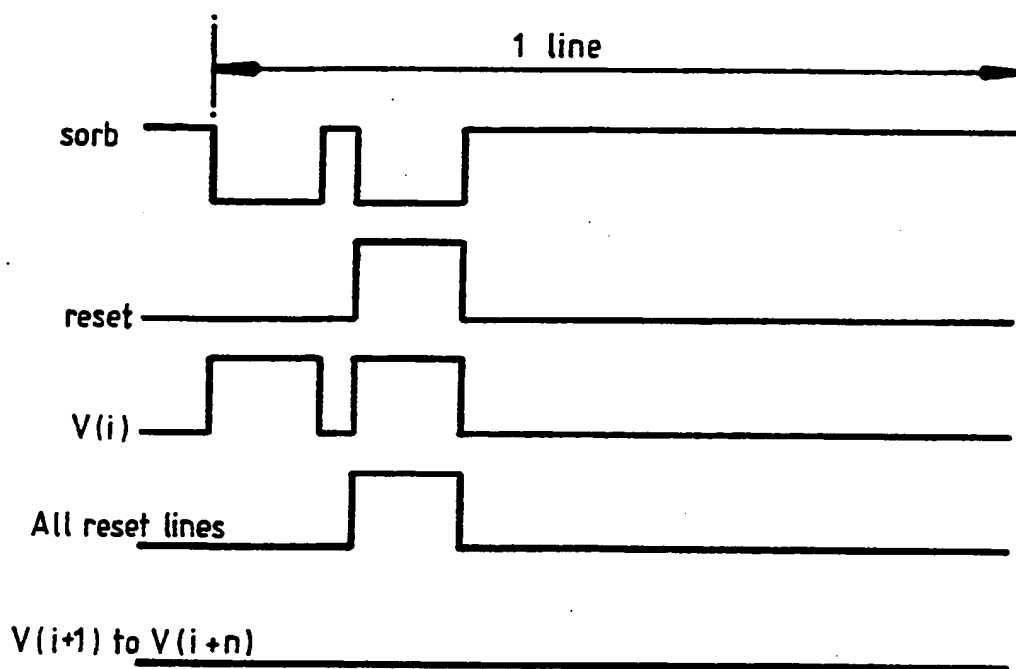 1 line
sorb
reset
V(i)
All reset lines
V(i+1) to V(i+n)